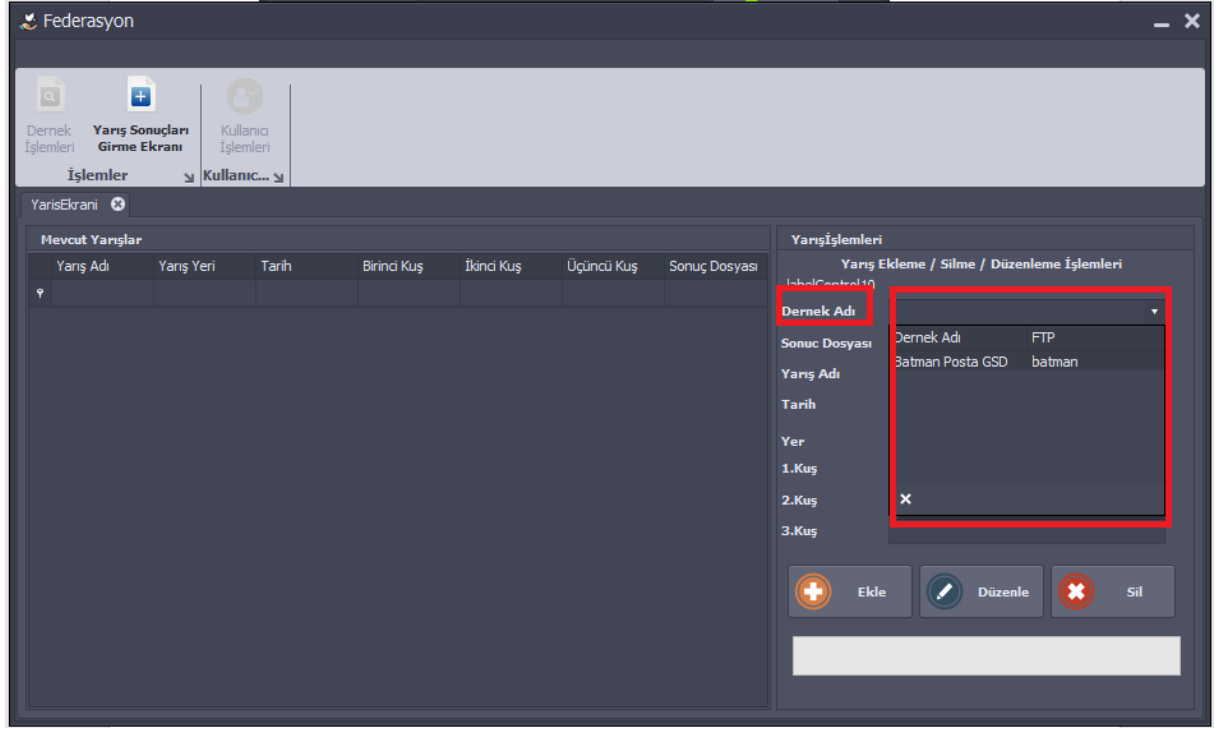 Federasyon
Dernek İşlemleri
Yarış Sonuçları Girme Ekranı
Kullanıcı İşlemleri
İşlemler
Kullanıc...
YarisEkrani
Mevcut Yarışlar
Yarış Adı Yarış Yeri Tarih Birinci Kuş İkinci Kuş Üçüncü Kuş Sonuç Dosyası
Yarışİşlemleri
Yarış Ekleme / Silme / Düzenleme İşlemleri
labelControl10
Dernek Adı
Sonuc Dosyası
Yarış Adı
Tarih
Yer
1.Kuş
2.Kuş
3.Kuş
Dernek Adı FTP
Batman Posta GSD batman
Ekle Düzenle Sil